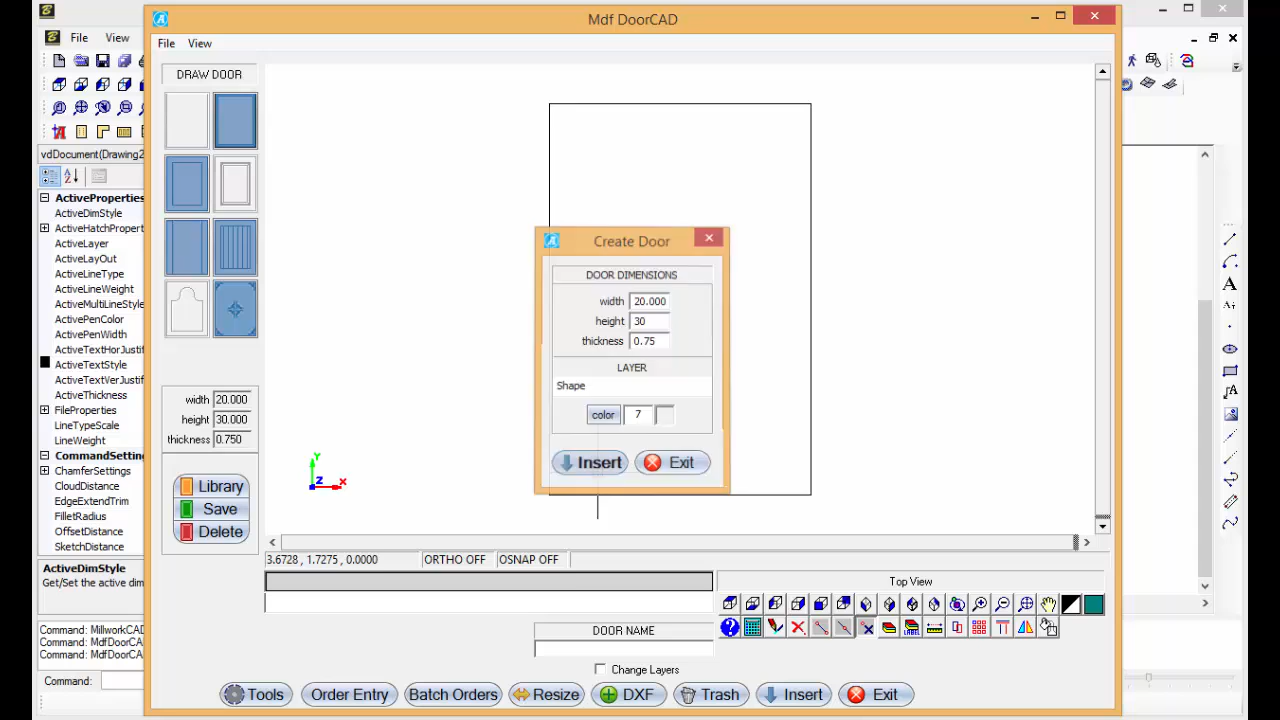 Mdf DoorCAD
File View
File View
DRAW DOOR
vdDocument(Drawing2
ActiveProperties
ActiveDimStyle
ActiveHatchProperl
ActiveLayer
ActiveLayOut
ActiveLineType
ActiveLineWeight
ActiveMultiLineStyle
ActivePenColor
ActivePenWidth
ActiveTextHorJustif
ActiveTextStyle
ActiveTextVerJustif
ActiveThickness
FileProperties
LineTypeScale
LineWeight
CommandSetting
ChamferSettings
CloudDistance
EdgeExtendTrim
FilletRadius
OffsetDistance
SketchDistance
ActiveDimStyle
Get/Set the active dim
Command: MillworkCAD
Command: MdfDoorCAD
Command: MdfDoorCAD
Command:
width 20.000
height 30.000
thickness 0.750
Library
Save
Delete
Create Door
DOOR DIMENSIONS
width 20.000
height 30
thickness 0.75
LAYER
Shape
color 7
Insert Exit
Y
Z X
3.6728 , 1.7275 , 0.0000 ORTHO OFF OSNAP OFF
Top View
LABEL
DOOR NAME
Change Layers
Tools Order Entry Batch Orders Resize DXF Trash Insert Exit